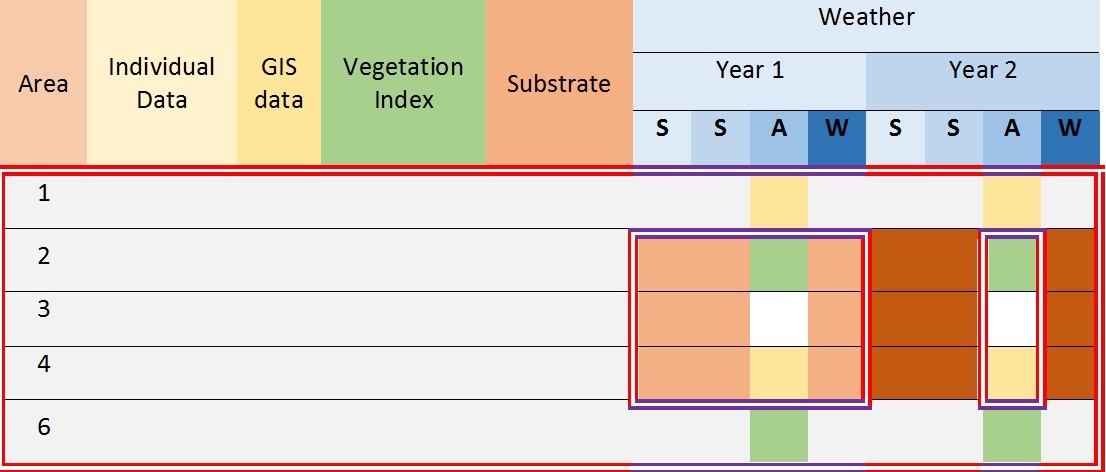 Weather
Area
Individual
Data
GIS
data
Vegetation
Index
Substrate
Year 1
Year 2
S S A W S S A W
1
2
3
4
6